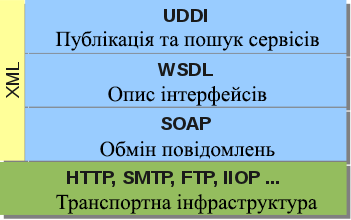 XML
UDDI
Публікація та пошук сервісів
WSDL
Опис інтерфейсів
SOAP
Обмін повідомлень
HTTP, SMTP, FTP, IIOP ...
Транспортна інфраструктура